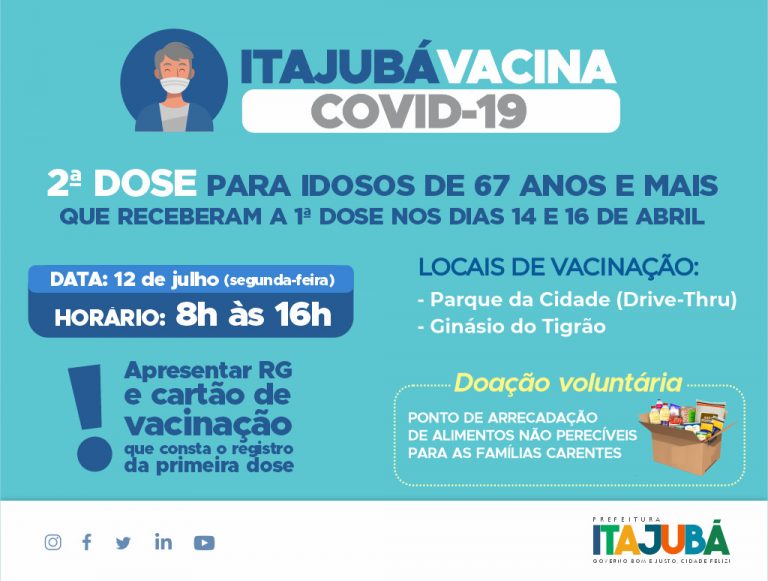 ITAJUBÁ VACINA
COVID-19
2ª DOSE PARA IDOSOS DE 67 ANOS E MAIS
QUE RECEBERAM A 1ª DOSE NOS DIAS 14 E 16 DE ABRIL
DATA: 12 de julho (segunda-feira)
HORÁRIO: 8h às 16h
LOCAIS DE VACINAÇÃO:
- Parque da Cidade (Drive-Thru)
- Ginásio do Tigrão
! Apresentar RG
e cartão de
vacinação
que consta o registro
da primeira dose
Doação voluntária
PONTO DE ARRECADAÇÃO
DE ALIMENTOS NÃO PERECÍVEIS
PARA AS FAMÍLIAS CARENTES
PREFEITURA
ITAJUBÁ
GOVERNO BOM E JUSTO, CIDADE FELIZ!